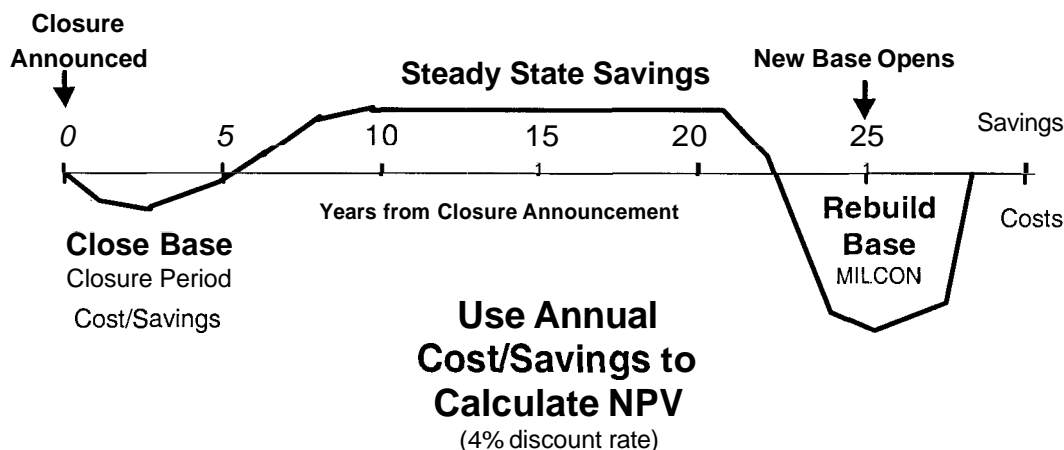 Closure
Announced
New Base Opens
Steady State Savings
0 5 10 15 20 25 Savings
Years from Closure Announcement
Costs
Close Base
Closure Period
Cost/Savings
Rebuild
Base
MILCON
Use Annual
Cost/Savings to
Calculate NPV
(4% discount rate)